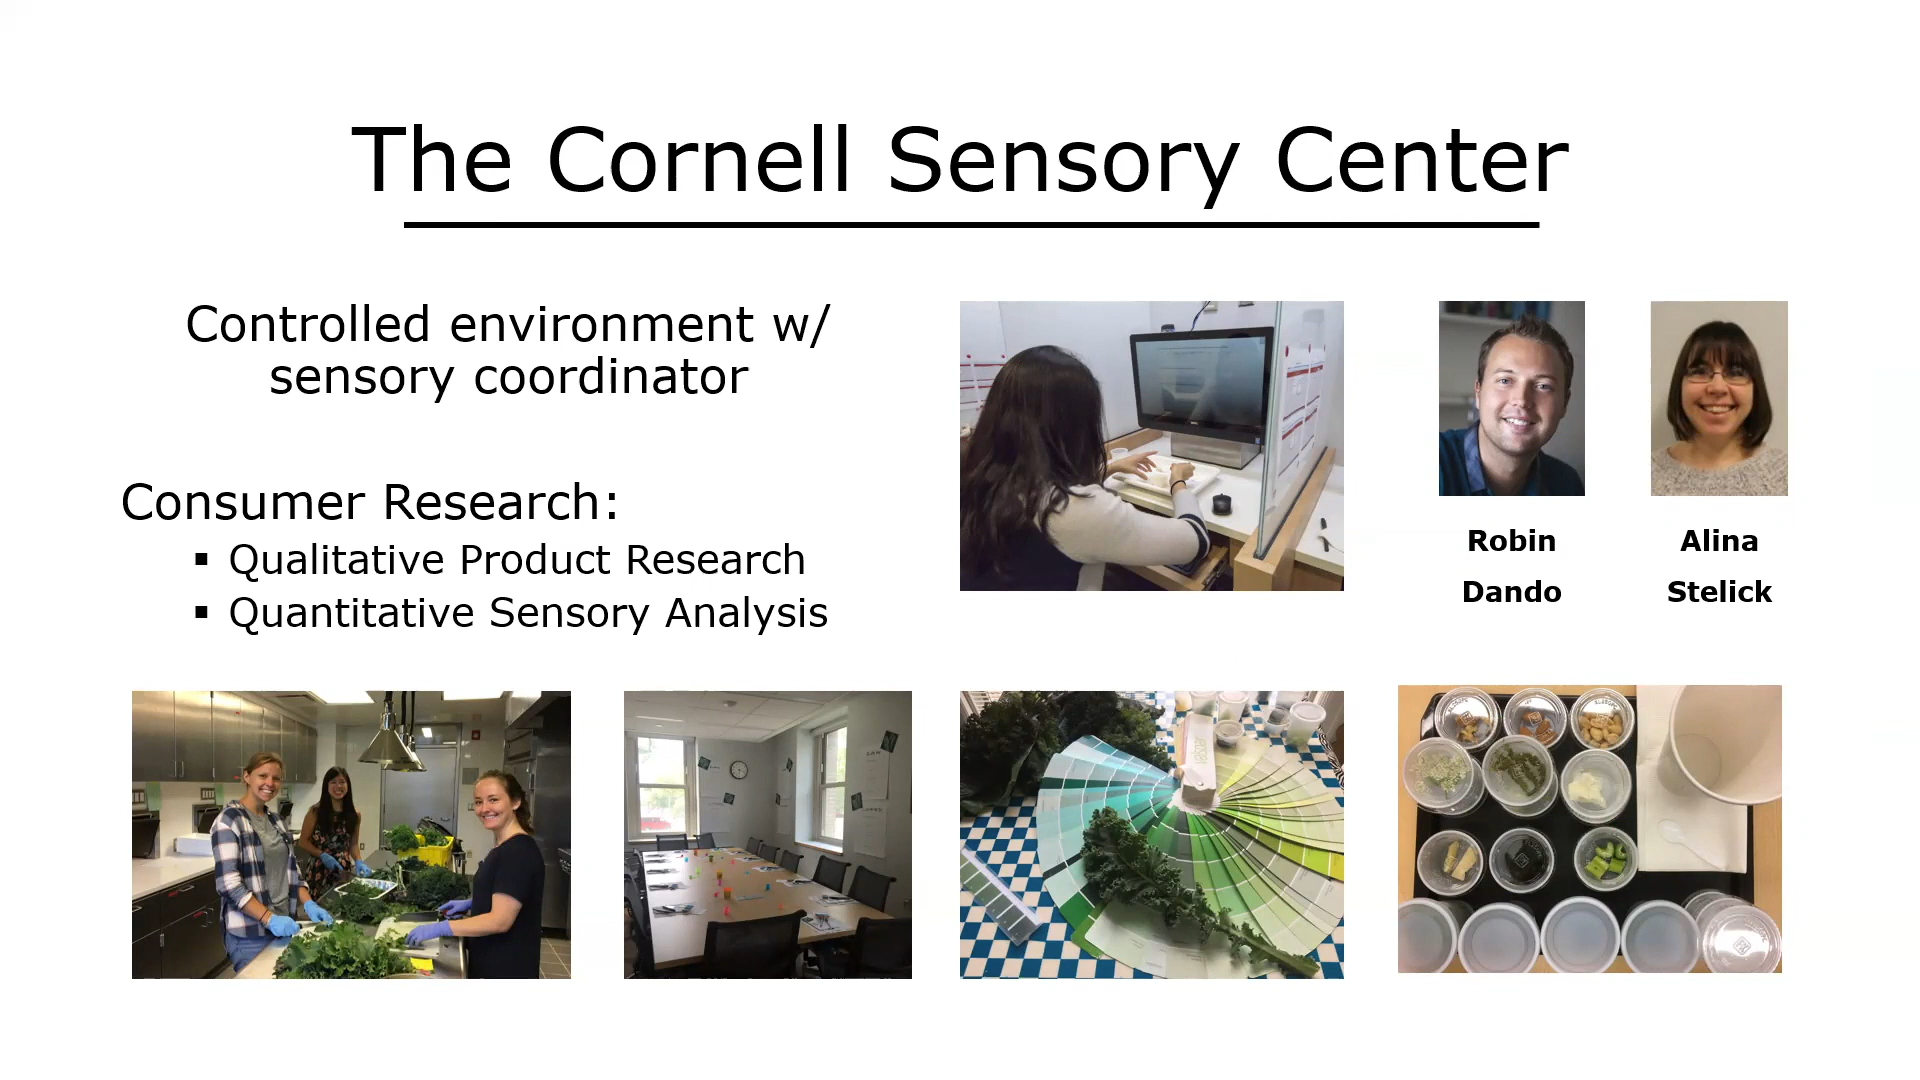 The Cornell Sensory Center
Controlled environment w/
sensory coordinator
Consumer Research:
▪ Qualitative Product Research
▪ Quantitative Sensory Analysis
Robin
Dando
Alina
Stelick